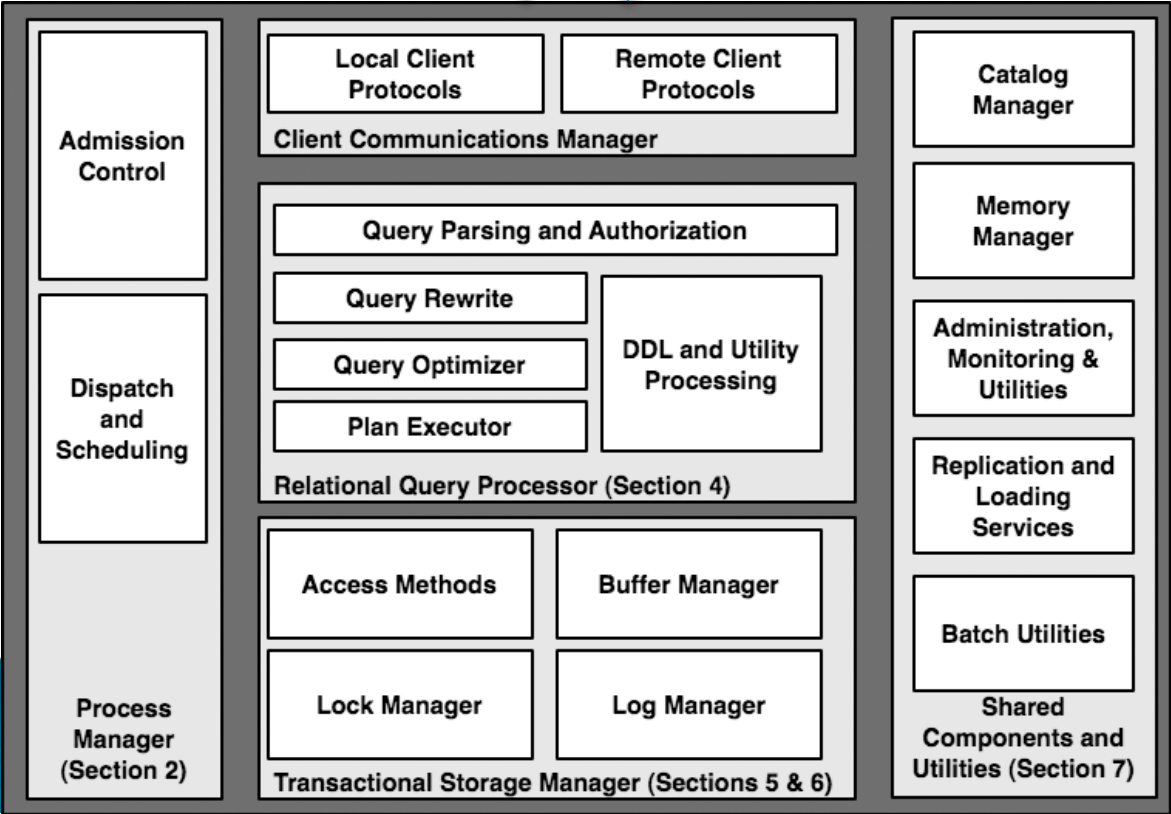 Admission
Control
Dispatch
and
Scheduling
Process
Manager
(Section 2)
Local Client
Protocols
Remote Client
Protocols
Client Communications Manager
Query Parsing and Authorization
Query Rewrite
Query Optimizer
Plan Executor
DDL and Utility
Processing
Relational Query Processor (Section 4)
Access Methods
Buffer Manager
Lock Manager
Log Manager
Transactional Storage Manager (Sections 5 & 6)
Catalog
Manager
Memory
Manager
Administration,
Monitoring &
Utilities
Replication and
Loading
Services
Batch Utilities
Shared
Components and
Utilities (Section 7)